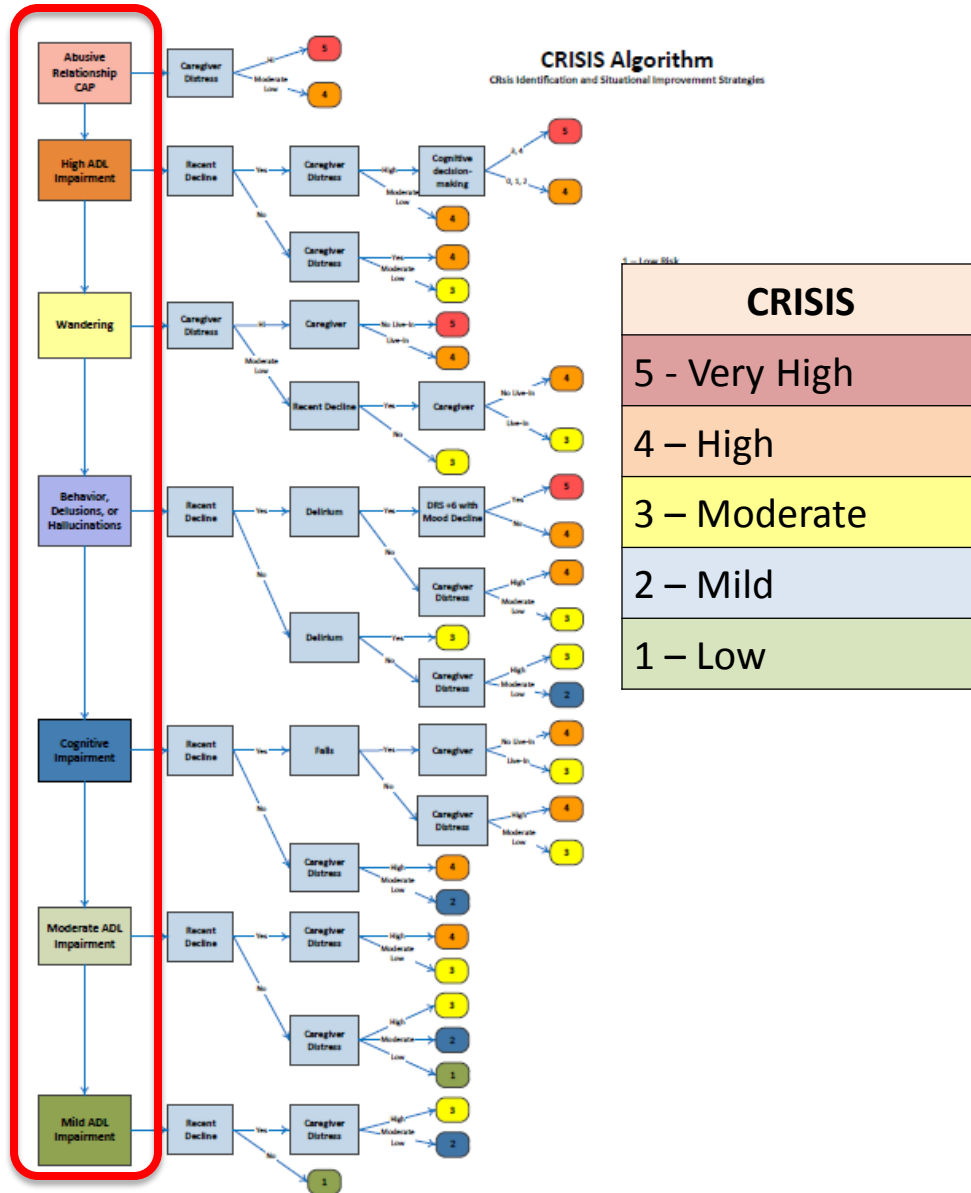 CRISIS Algorithm
CRisis Identification and Situational Improvement Strategies
Abusive
Relationship
CAP
Caregiver
Distress
Hi
5
Moderate
Low
4
High ADL
Impairment
Recent
Decline
Yes
Caregiver
Distress
High
Cognitive
decision-
making
3, 4
5
0, 1, 2
4
Moderate
Low
4
No
Caregiver
Distress
Yes
4
Moderate
Low
3
Wandering
Caregiver
Distress
Hi
Caregiver
No Live-In
5
Live-In
4
Moderate
Low
Recent Decline
Yes
Caregiver
No Live-In
4
Live-In
3
No
3
Behavior,
Delusions, or
Hallucinations
Recent
Decline
Yes
Delirium
Yes
DRS +6 with
Mood Decline
Yes
5
No
4
No
Caregiver
Distress
High
4
Moderate
Low
3
No
Delirium
Yes
3
No
Caregiver
Distress
High
3
Moderate
Low
2
Cognitive
Impairment
Recent
Decline
Yes
Falls
Yes
Caregiver
No Live-In
4
Live-In
3
No
Caregiver
Distress
High
4
Moderate
Low
3
No
Caregiver
Distress
High
4
Moderate
Low
2
Moderate ADL
Impairment
Recent
Decline
Yes
Caregiver
Distress
High
4
Moderate
Low
3
No
Caregiver
Distress
High
3
Moderate
2
Low
1
Mild ADL
Impairment
Recent
Decline
Yes
Caregiver
Distress
High
3
Moderate
Low
2
No
1
1 – Low Risk
CRISIS
5 - Very High
4 – High
3 – Moderate
2 – Mild
1 – Low